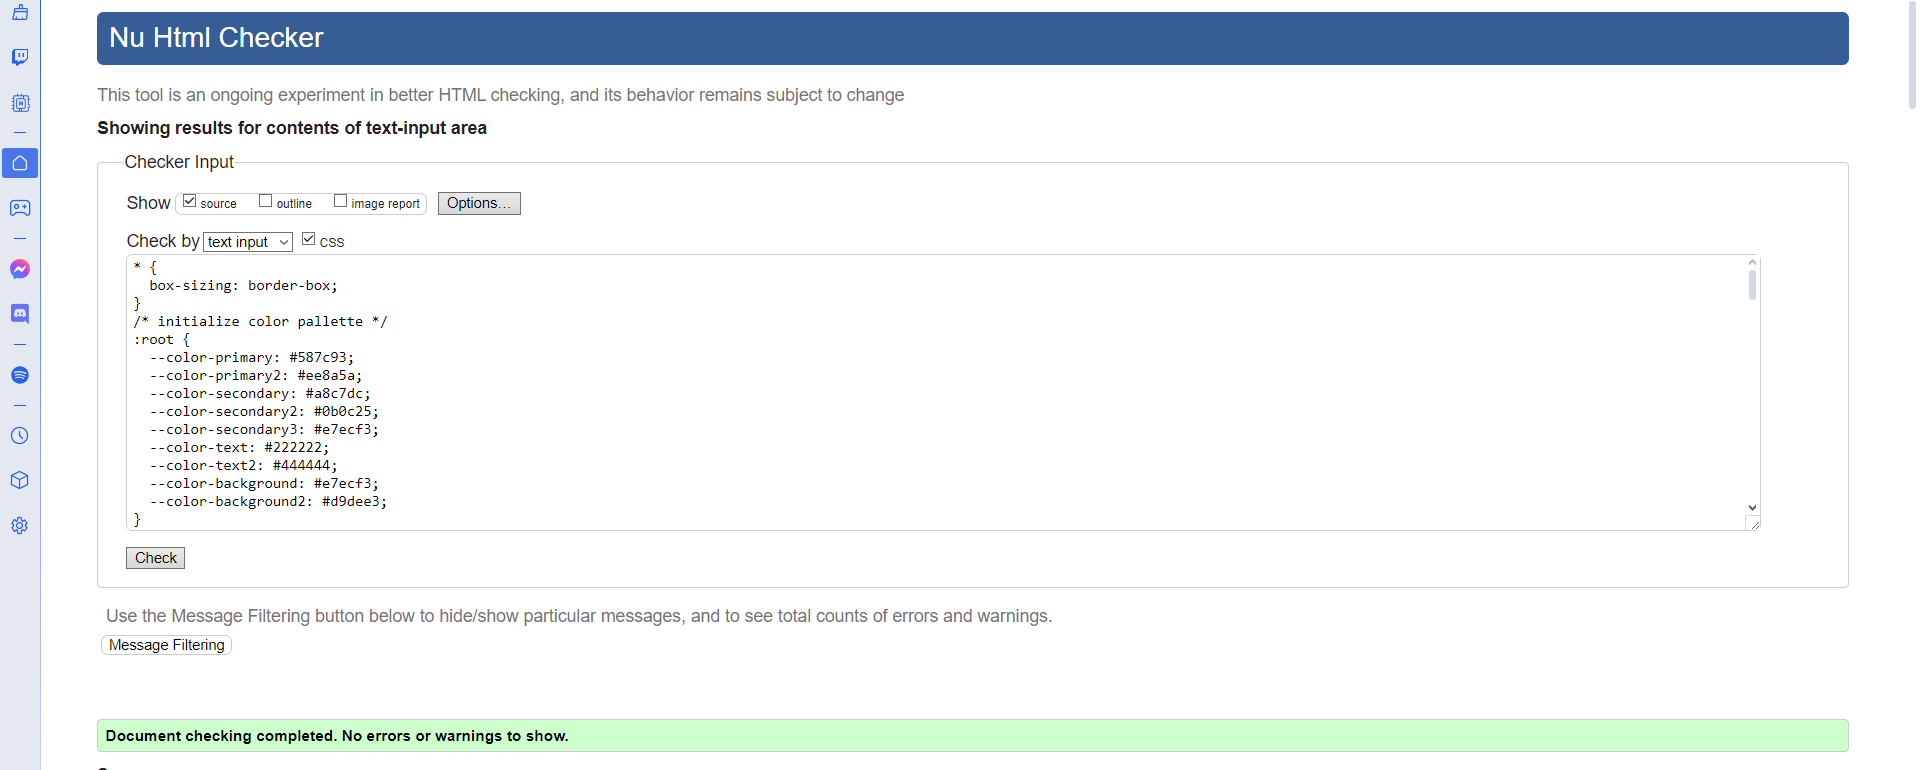 Nu Html Checker
This tool is an ongoing experiment in better HTML checking, and its behavior remains subject to change
Showing results for contents of text-input area
Checker Input
Show source outline image report Options...
Check by text input CSS
* {
  box-sizing: border-box;
}
/* initialize color pallette */
:root {
  --color-primary: #587c93;
  --color-primary2: #ee8a5a;
  --color-secondary: #a8c7dc;
  --color-secondary2: #0b0c25;
  --color-secondary3: #e7ecf3;
  --color-text: #222222;
  --color-text2: #444444;
  --color-background: #e7ecf3;
  --color-background2: #d9dee3;
}
Check
Use the Message Filtering button below to hide/show particular messages, and to see total counts of errors and warnings.
Message Filtering
Document checking completed. No errors or warnings to show.